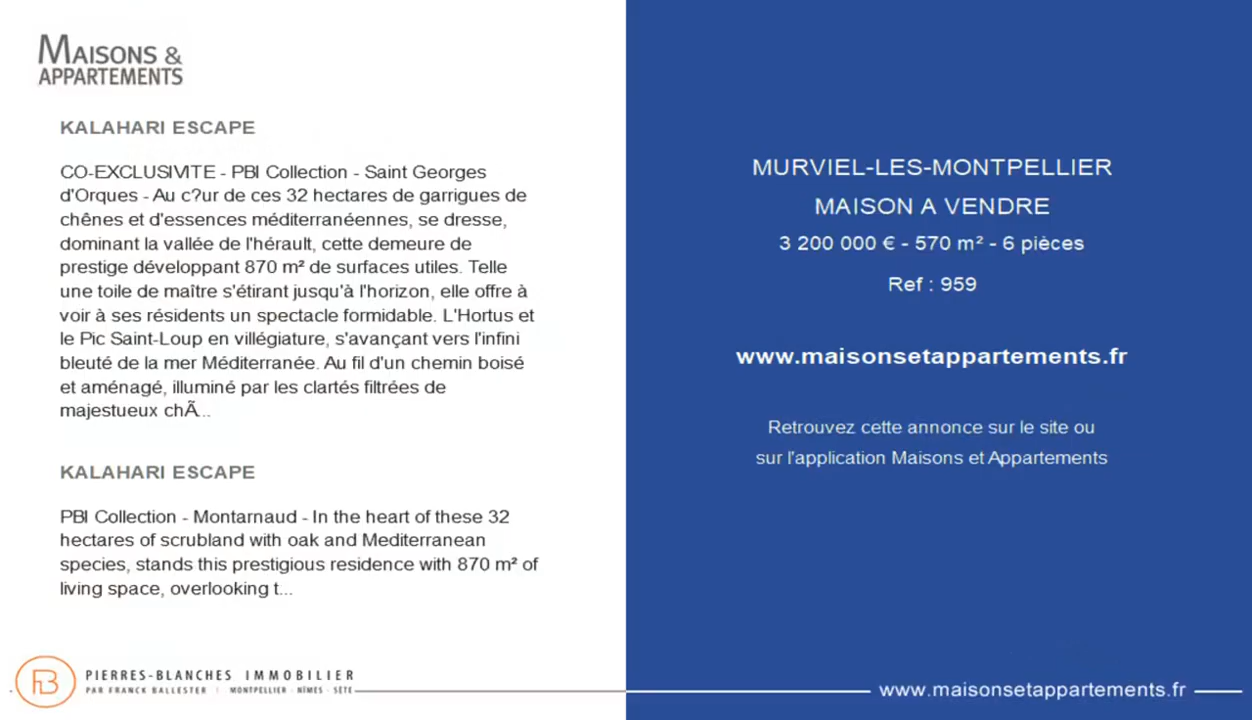 MAISONS &
APPARTEMENTS
KALAHARI ESCAPE
CO-EXCLUSIVITE - PBI Collection - Saint Georges
d'Orques - Au c?ur de ces 32 hectares de garrigues de
chênes et d'essences méditerranéennes, se dresse,
dominant la vallée de l'hérault, cette demeure de
prestige développant 870 m² de surfaces utiles. Telle
une toile de maître s'étirant jusqu'à l'horizon, elle offre à
voir à ses résidents un spectacle formidable. L'Hortus et
le Pic Saint-Loup en villégiature, s'avançant vers l'infini
bleuté de la mer Méditerranée. Au fil d'un chemin boisé
et aménagé, illuminé par les clartés filtrées de
majestueux chÃ...
KALAHARI ESCAPE
PBI Collection - Montarnaud - In the heart of these 32
hectares of scrubland with oak and Mediterranean
species, stands this prestigious residence with 870 m² of
living space, overlooking t...
PIERRES-BLANCHES IMMOBILIER
PAR FRANCK BALLESTER | MONTPELLIER · NÎMES · SÈTE
MURVIEL-LES-MONTPELLIER
MAISON A VENDRE
3 200 000 € - 570 m² - 6 pièces
Ref : 959
www.maisonsetappartements.fr
Retrouvez cette annonce sur le site ou
sur l'application Maisons et Appartements
www.maisonsetappartements.fr